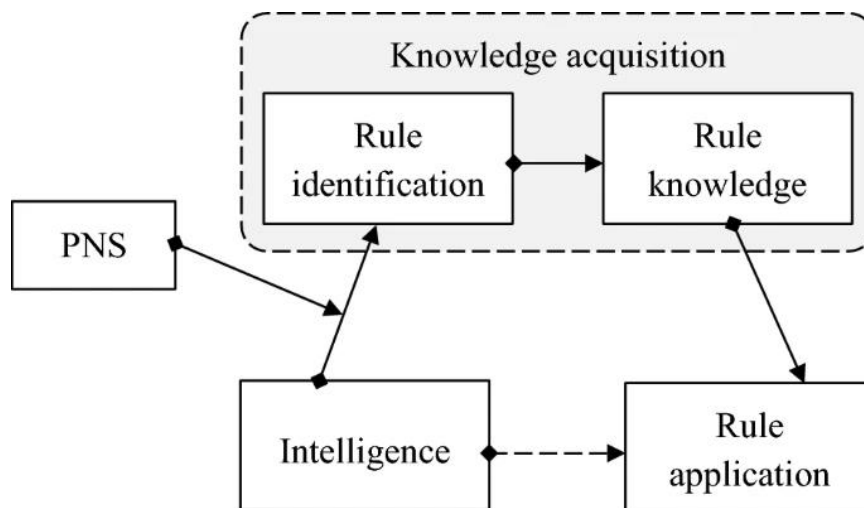 Knowledge acquisition
Rule
identification
Rule
knowledge
PNS
Intelligence
Rule
application